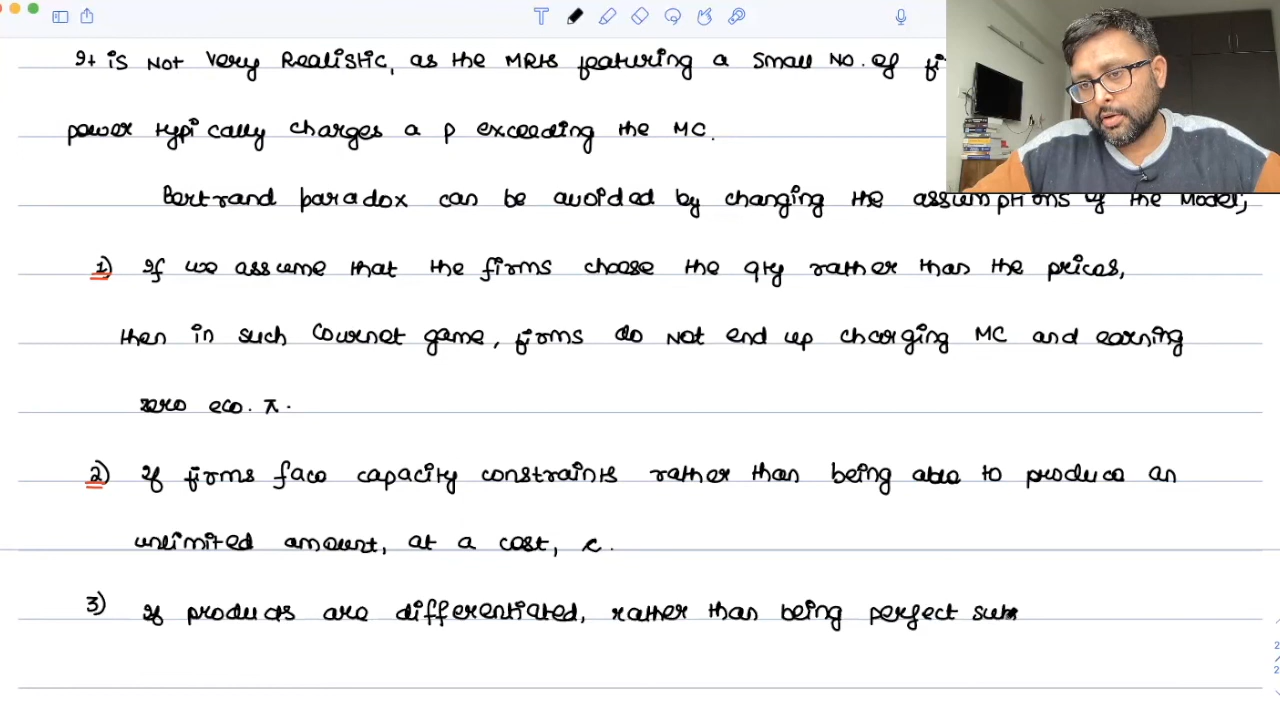 It is Not Very Realistic, as the MRKts featuring a small No. of fi
power typically charges a p exceeding the MC.
Bertrand paradox can be avoided by changing the assumptions of the Model,
1) If we assume that the firms choose the qty rather than the prices,
then in such Cournot game, firms do Not end up charging MC and earning
zero eco. π.
2) If firms face capacity constraints rather than being able to produce an
unlimited amount, at a cost, c.
3) If products are differentiated, rather than being perfect subs